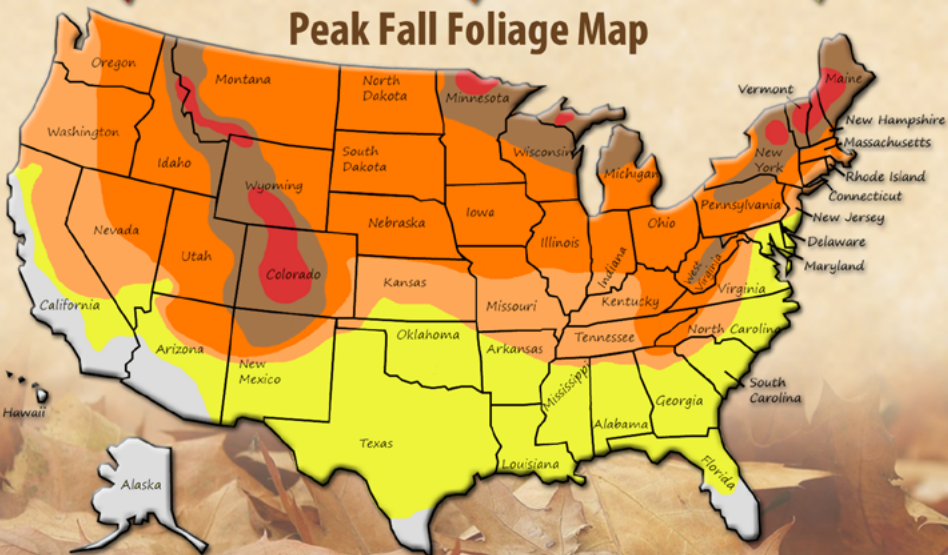 Peak Fall Foliage Map
Oregon
Montana
North
Dakota
Minnesota
Vermont
Maine
Washington
Idaho
South
Dakota
Wisconsin
Michigan
New
York
New Hampshire
Massachusetts
Rhode Island
Connecticut
Wyoming
Nebraska
Iowa
Pennsylvania
New Jersey
Nevada
Utah
Colorado
Illinois
Indiana
Ohio
West
Virginia
Delaware
Maryland
California
Kansas
Missouri
Kentucky
Virginia
Arizona
New
Mexico
Oklahoma
Arkansas
Tennessee
North Carolina
South
Carolina
Hawaii
Texas
Louisiana
Mississippi
Alabama
Georgia
Florida
Alaska